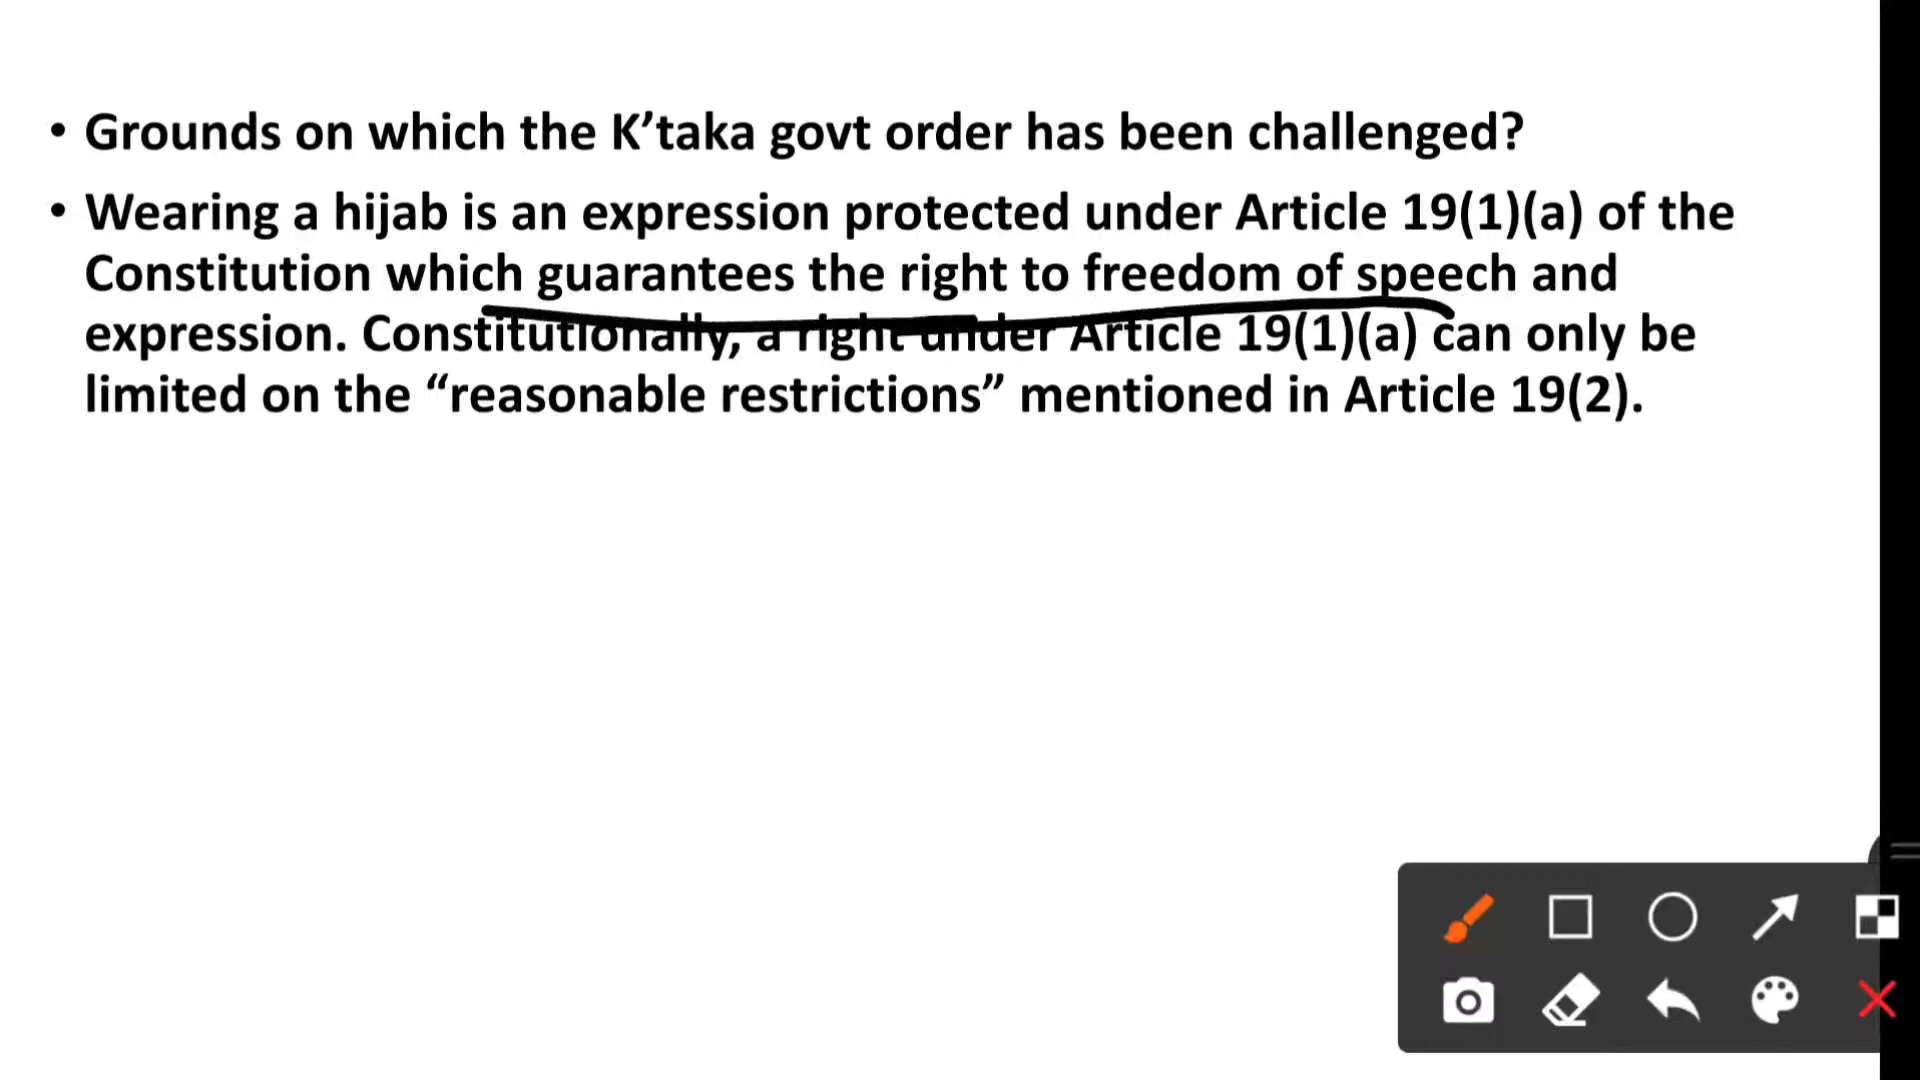 • Grounds on which the K’taka govt order has been challenged?
• Wearing a hijab is an expression protected under Article 19(1)(a) of the
Constitution which guarantees the right to freedom of speech and
expression. Constitutionally, a right under Article 19(1)(a) can only be
limited on the “reasonable restrictions” mentioned in Article 19(2).